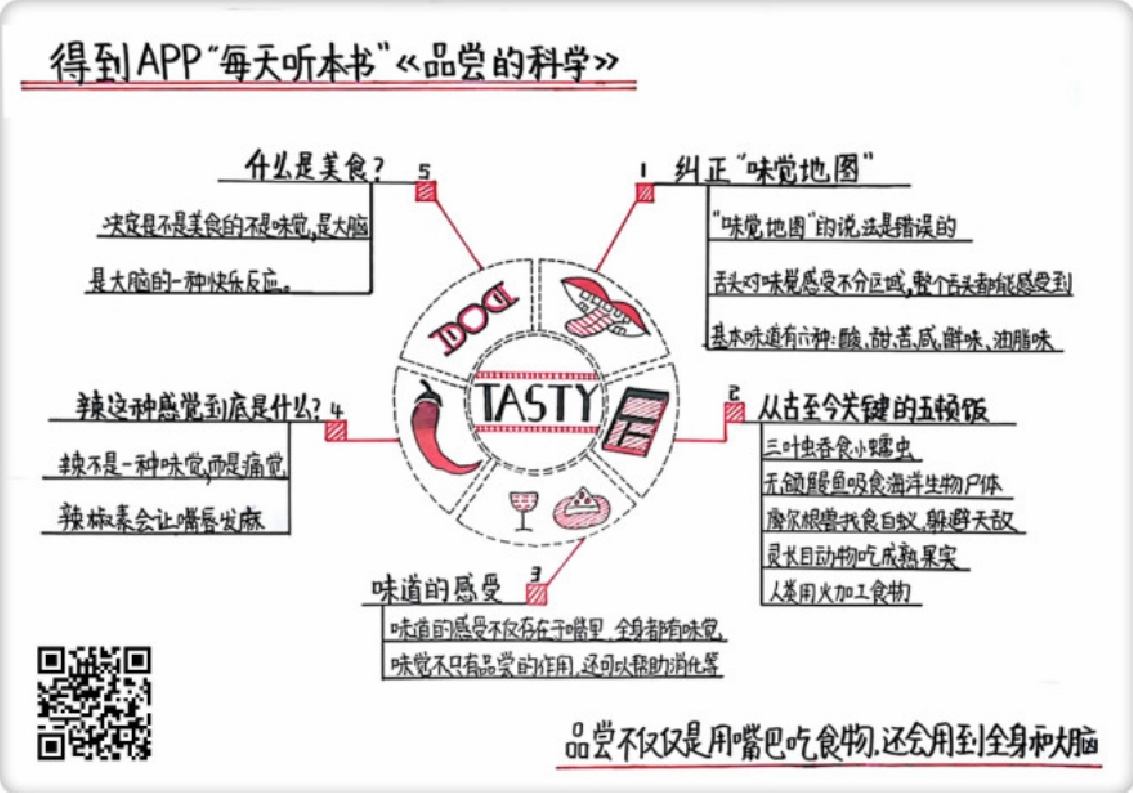 得到APP“每天听本书”《品尝的科学》
1 纠正“味觉地图”
“味觉地图”的说法是错误的
舌头对味觉感受不分区域,整个舌头都能感受到
基本味道有六种:酸、甜、苦、咸、鲜味、油脂味
2 从古至今关键的五顿饭
三叶虫吞食小蠕虫
无颌鳗鱼吸食海洋生物尸体
摩尔根兽找食白蚁,躲避天敌
灵长目动物吃成熟果实
人类用火加工食物
3 味道的感受
味道的感受不仅存在于嘴里,全身都有味觉
味觉不只有品尝的作用,还可以帮助消化等
辣这种感觉到底是什么? 4
辣不是一种味觉,而是痛觉
辣椒素会让嘴唇发麻
什么是美食? 5
决定是不是美食的不是味觉,是大脑
是大脑的一种快乐反应。
TASTY
品尝不仅仅是用嘴巴吃食物,还会用到全身和大脑